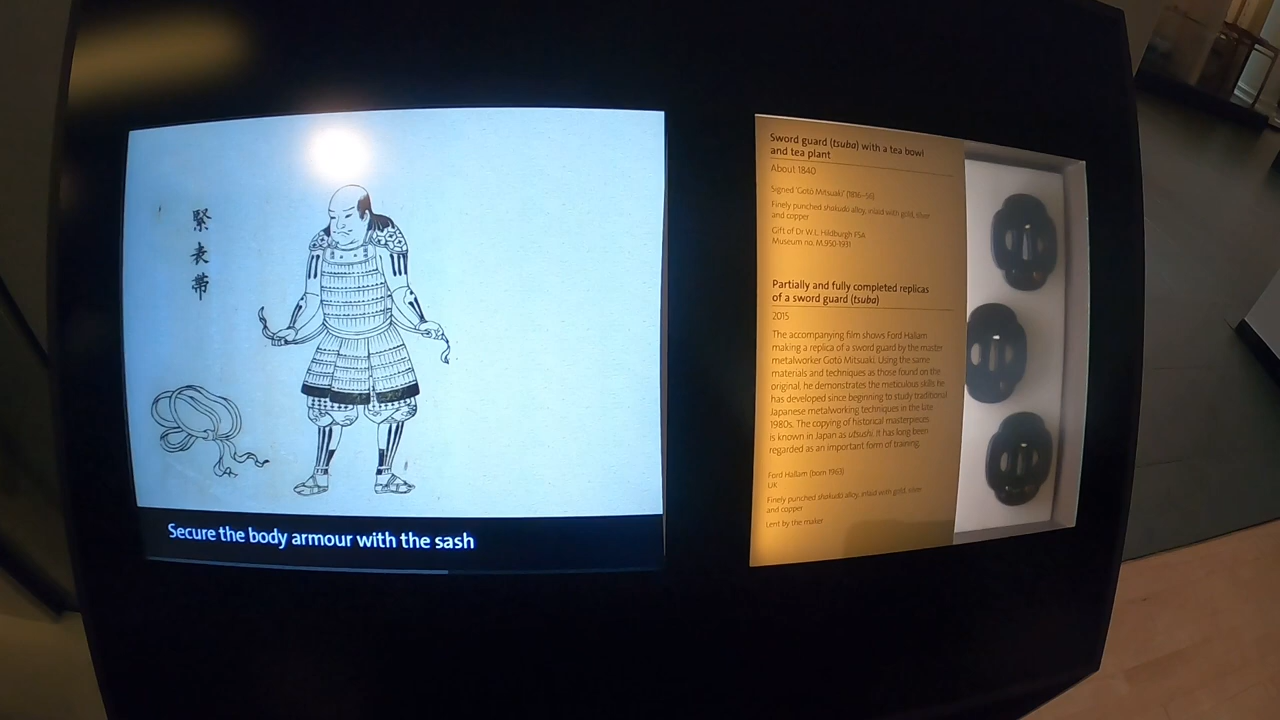 緊表帯
Secure the body armour with the sash
Sword guard (tsuba) with a tea bowl
and tea plant
About 1840
Signed 'Gotō Mitsuaki' (1816–56)
Finely punched shakudo alloy, inlaid with gold, silver
and copper
Gift of Dr W.L. Hildburgh FSA
Museum no. M.950-1931
Partially and fully completed replicas
of a sword guard (tsuba)
2015
The accompanying film shows Ford Hallam
making a replica of a sword guard by the master
metalworker Gotō Mitsuaki. Using the same
materials and techniques as those found on the
original, he demonstrates the meticulous skills he
has developed since beginning to study traditional
Japanese metalworking techniques in the late
1980s. The copying of historical masterpieces
is known in Japan as utsushi. It has long been
regarded as an important form of training.
Ford Hallam (born 1963)
UK
Finely punched shakudo alloy, inlaid with gold, silver
and copper
Lent by the maker